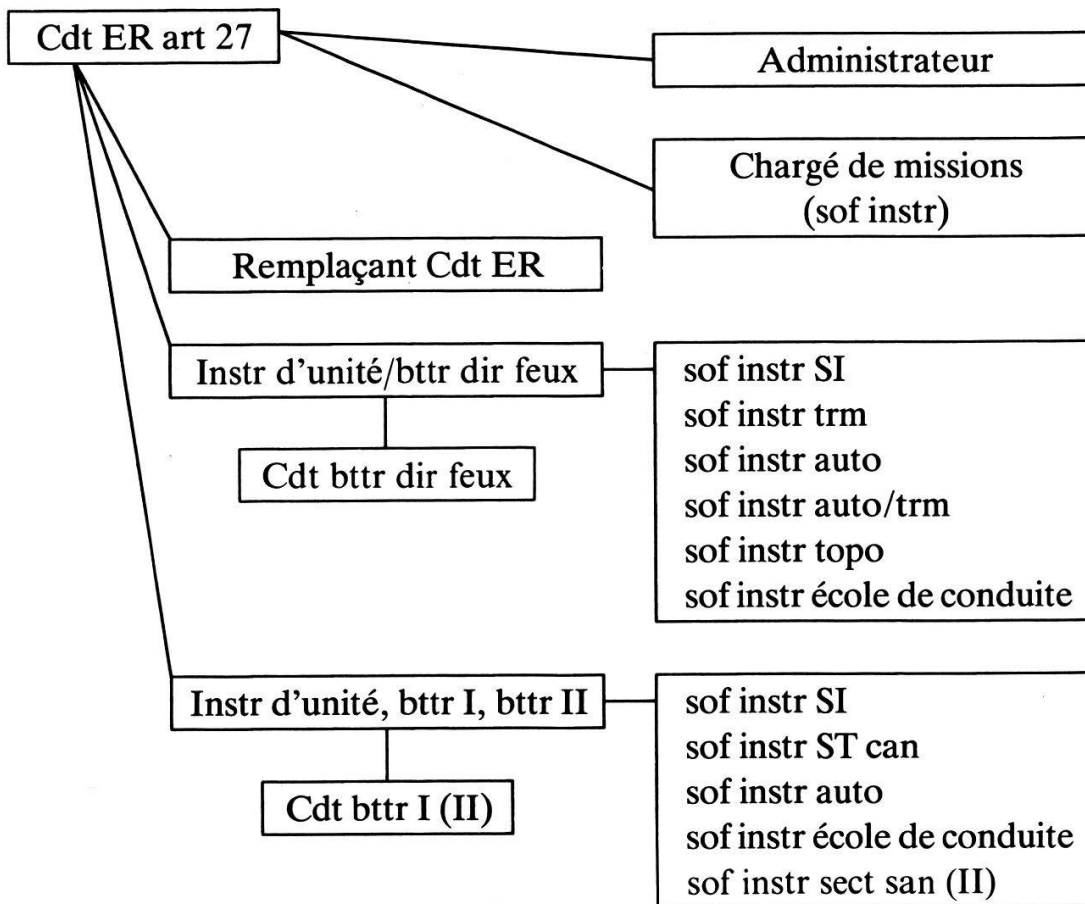 Cdt ER art 27
Administrateur
Chargé de missions
(sof instr)
Remplaçant Cdt ER
Instr d'unité/bttr dir feux
Cdt bttr dir feux
sof instr SI
sof instr trm
sof instr auto
sof instr auto/trm
sof instr topo
sof instr école de conduite
Instr d'unité, bttr I, bttr II
Cdt bttr I (II)
sof instr SI
sof instr ST can
sof instr auto
sof instr école de conduite
sof instr sect san (II)